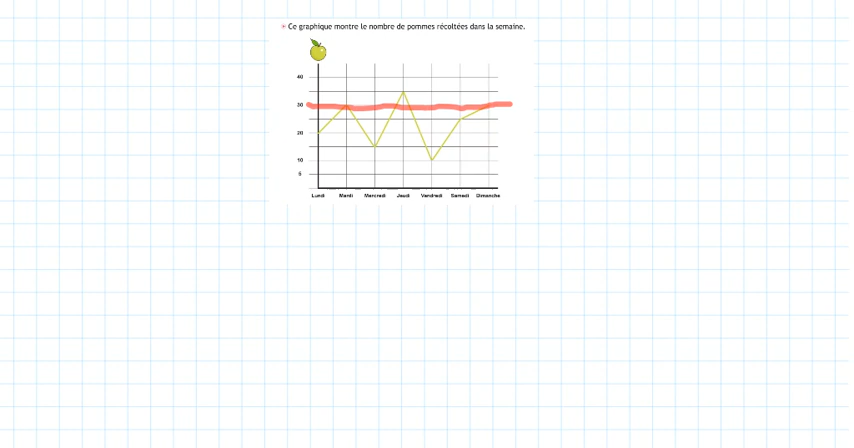 Ce graphique montre le nombre de pommes récoltées dans la semaine.
40
30
20
10
5
Lundi Mardi Mercredi Jeudi Vendredi Samedi Dimanche